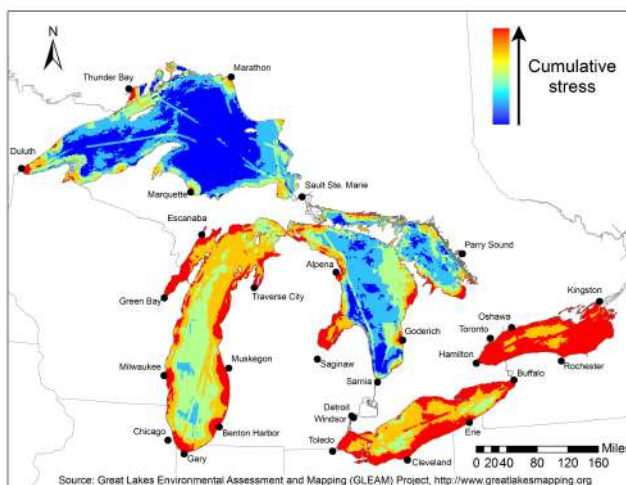 N
Cumulative
stress
Thunder Bay
Marathon
Duluth
Marquette
Sault Ste. Marie
Escanaba
Parry Sound
Alpena
Kingston
Green Bay
Traverse City
Oshawa
Toronto
Goderich
Hamilton
Rochester
Milwaukee
Muskegon
Saginaw
Sarnia
Buffalo
Detroit
Windsor
Chicago
Benton Harbor
Toledo
Erie
Gary
Cleveland
Miles
0 20 40 80 120 160
Source: Great Lakes Environmental Assessment and Mapping (GLEAM) Project, http://www.greatlakesmapping.org